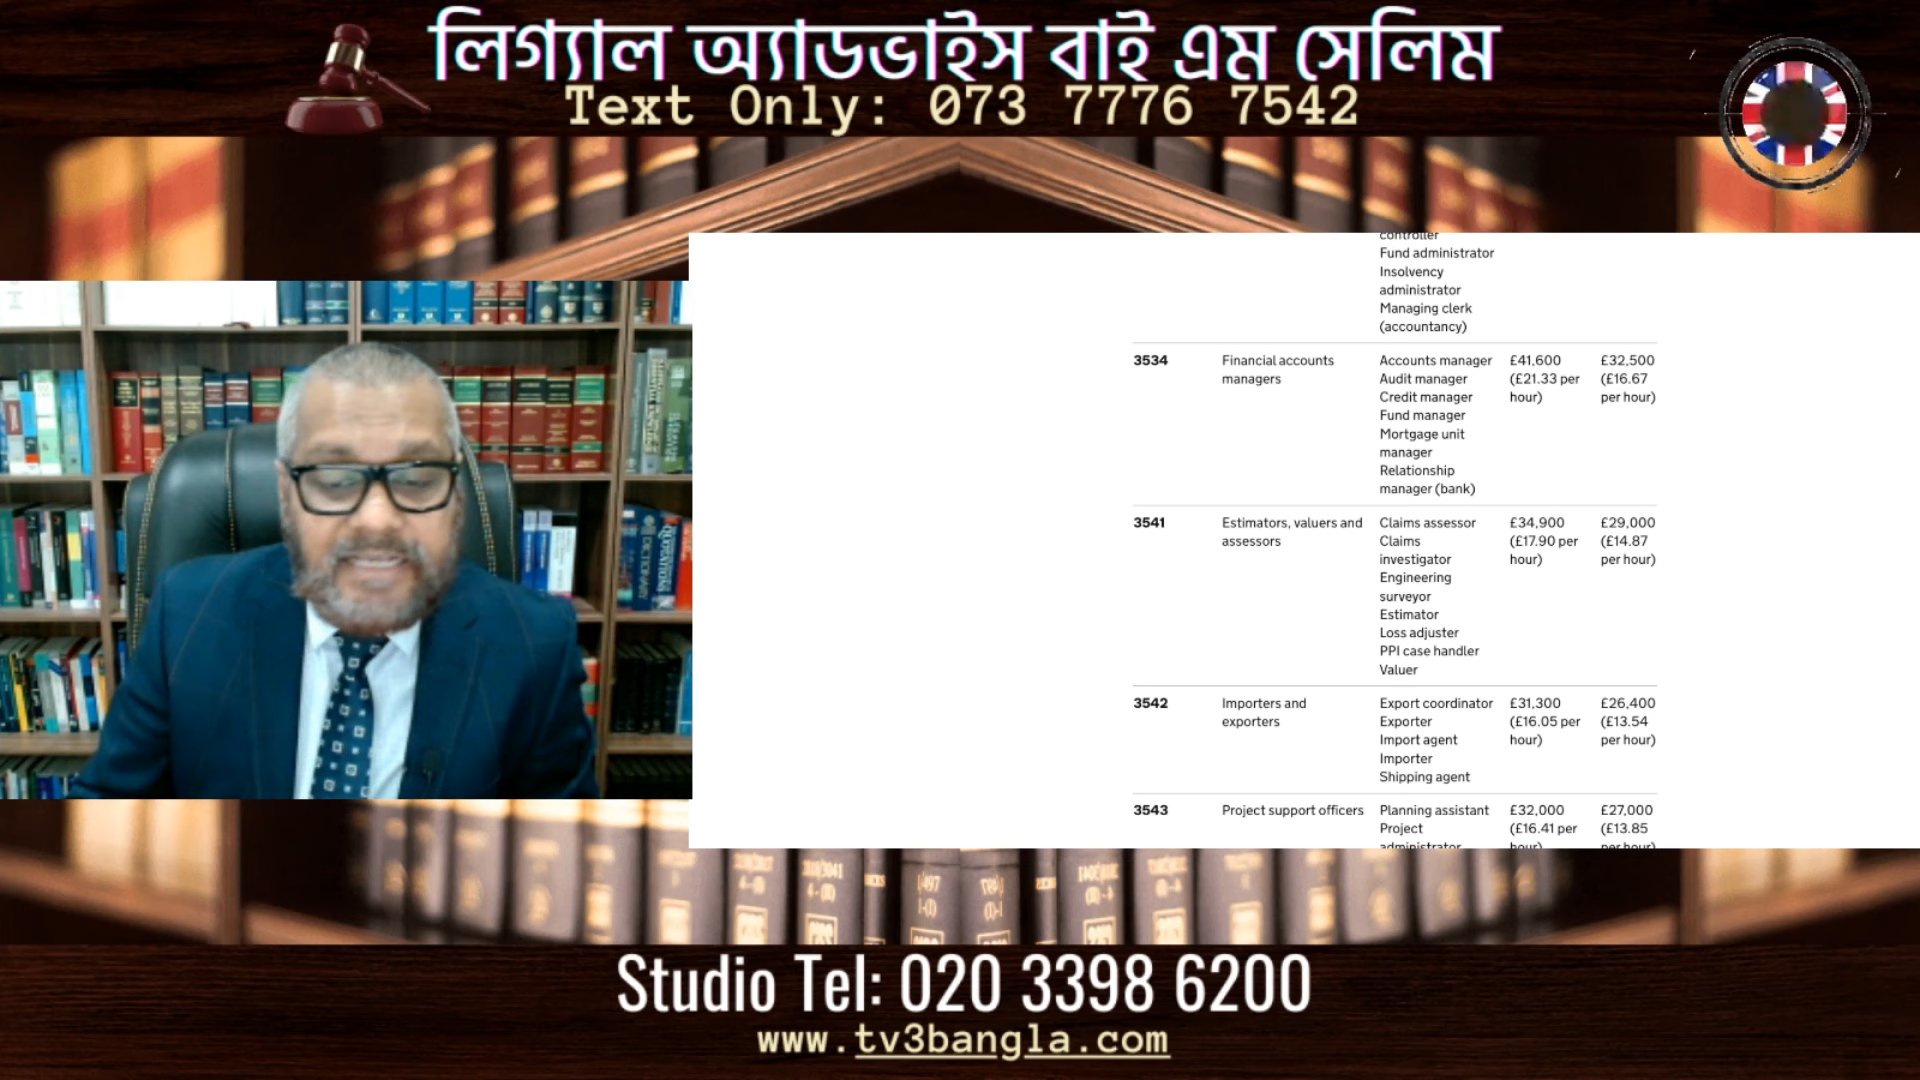 লিগ্যাল অ্যাডভাইস বাই এম সেলিম
Text Only: 073 7776 7542
controller
Fund administrator
Insolvency
administrator
Managing clerk
(accountancy)
3534
Financial accounts
managers
Accounts manager
Audit manager
Credit manager
Fund manager
Mortgage unit
manager
Relationship
manager (bank)
£41,600
(£21.33 per
hour)
£32,500
(£16.67
per hour)
3541
Estimators, valuers and
assessors
Claims assessor
Claims
investigator
Engineering
surveyor
Estimator
Loss adjuster
PPI case handler
Valuer
£34,900
(£17.90 per
hour)
£29,000
(£14.87
per hour)
3542
Importers and
exporters
Export coordinator
Exporter
Import agent
Importer
Shipping agent
£31,300
(£16.05 per
hour)
£26,400
(£13.54
per hour)
3543
Project support officers
Planning assistant
Project
administrator
£32,000
(£16.41 per
hour)
£27,000
(£13.85
per hour)
Studio Tel: 020 3398 6200
www.tv3bangla.com